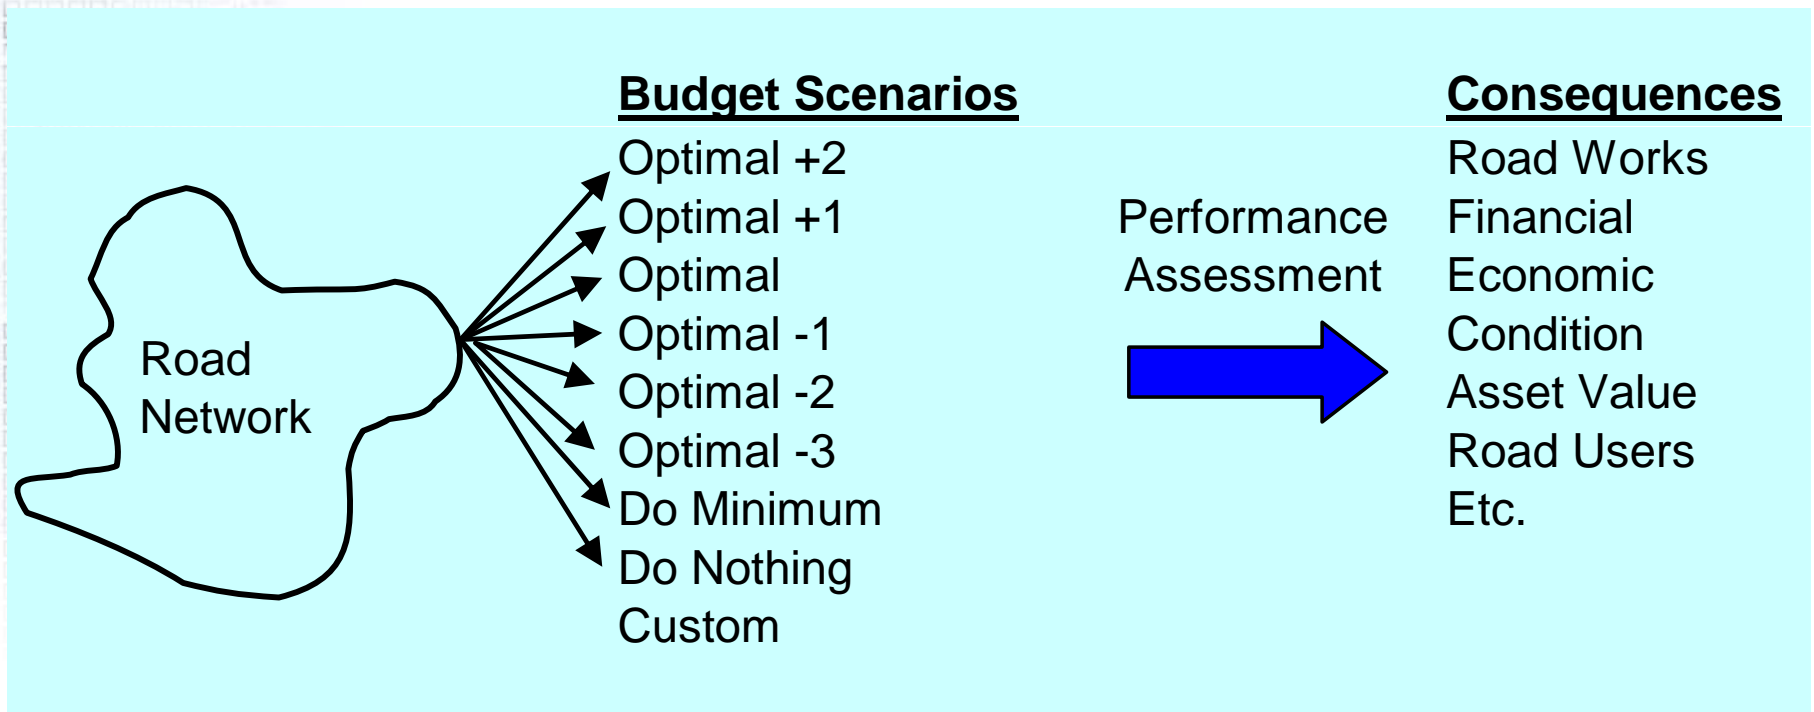 Road
Network
Budget Scenarios
Optimal +2
Optimal +1
Optimal
Optimal -1
Optimal -2
Optimal -3
Do Minimum
Do Nothing
Custom
Performance
Assessment
Consequences
Road Works
Financial
Economic
Condition
Asset Value
Road Users
Etc.